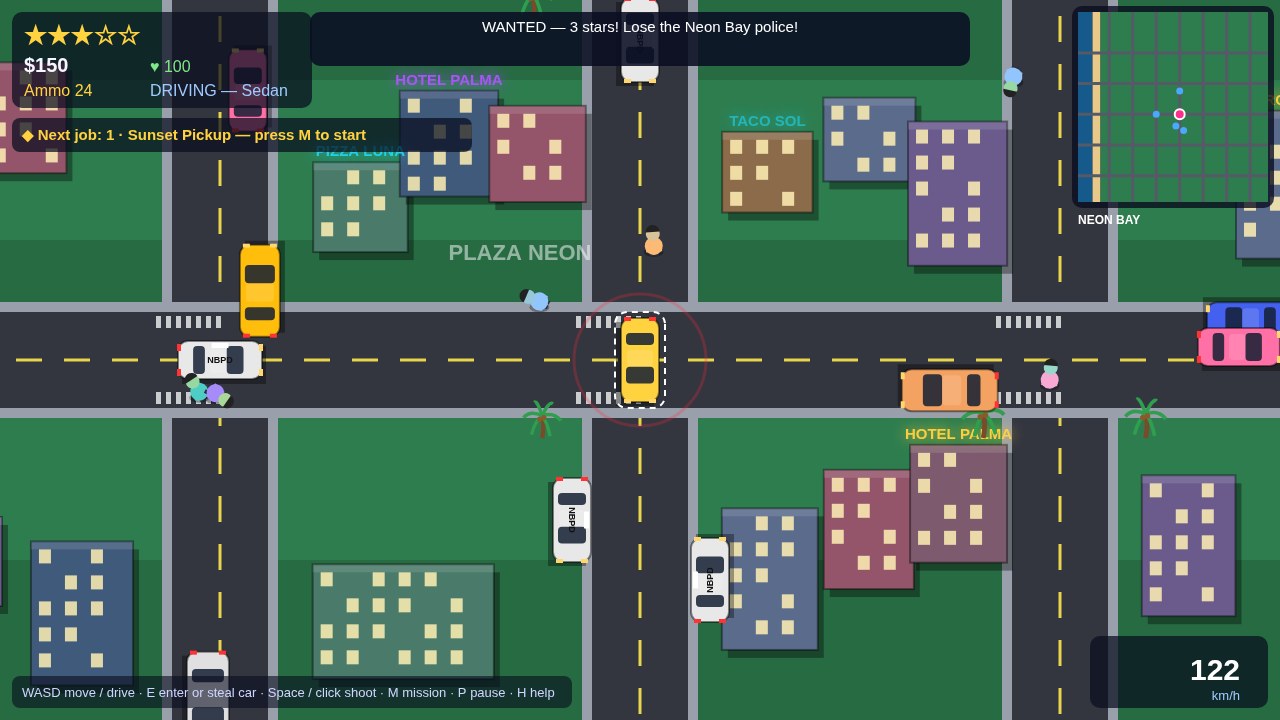 ★★★☆☆
$150 ♥ 100
Ammo 24 DRIVING — Sedan
WANTED — 3 stars! Lose the Neon Bay police!
◆ Next job: 1 · Sunset Pickup — press M to start
HOTEL PALMA
PIZZA LUNA
TACO SOL
PLAZA NEON
NEON BAY
NBPD
HOTEL PALMA
NBPD
NBPD
WASD move / drive · E enter or steal car · Space / click shoot · M mission · P pause · H help
122
km/h